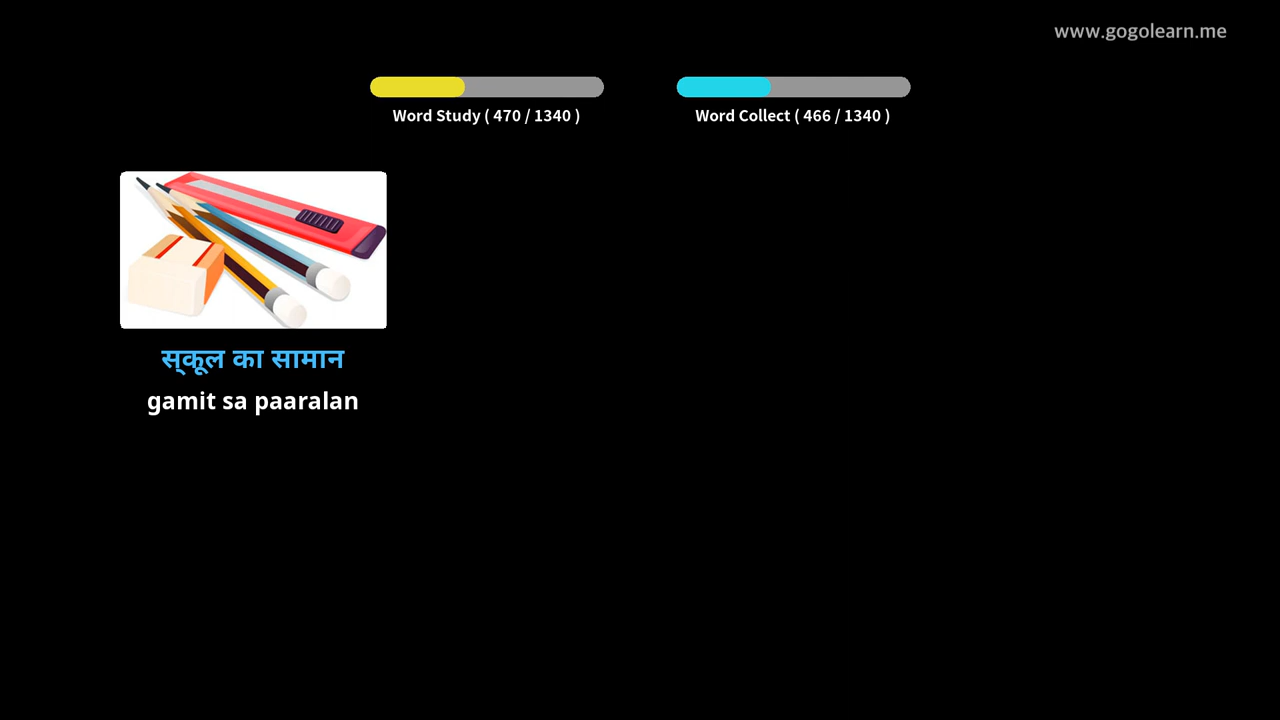 www.gogolearn.me
Word Study ( 470 / 1340 )
Word Collect ( 466 / 1340 )
स्कूल का सामान
gamit sa paaralan